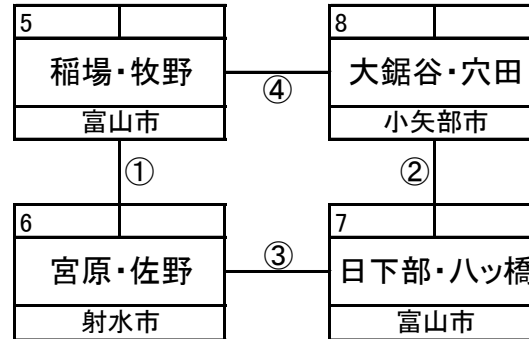 5
8
稲場・牧野
大鋸谷・穴田
④
富山市
小矢部市
①
②
6
7
③
宮原・佐野
日下部・八ッ橋
射水市
富山市